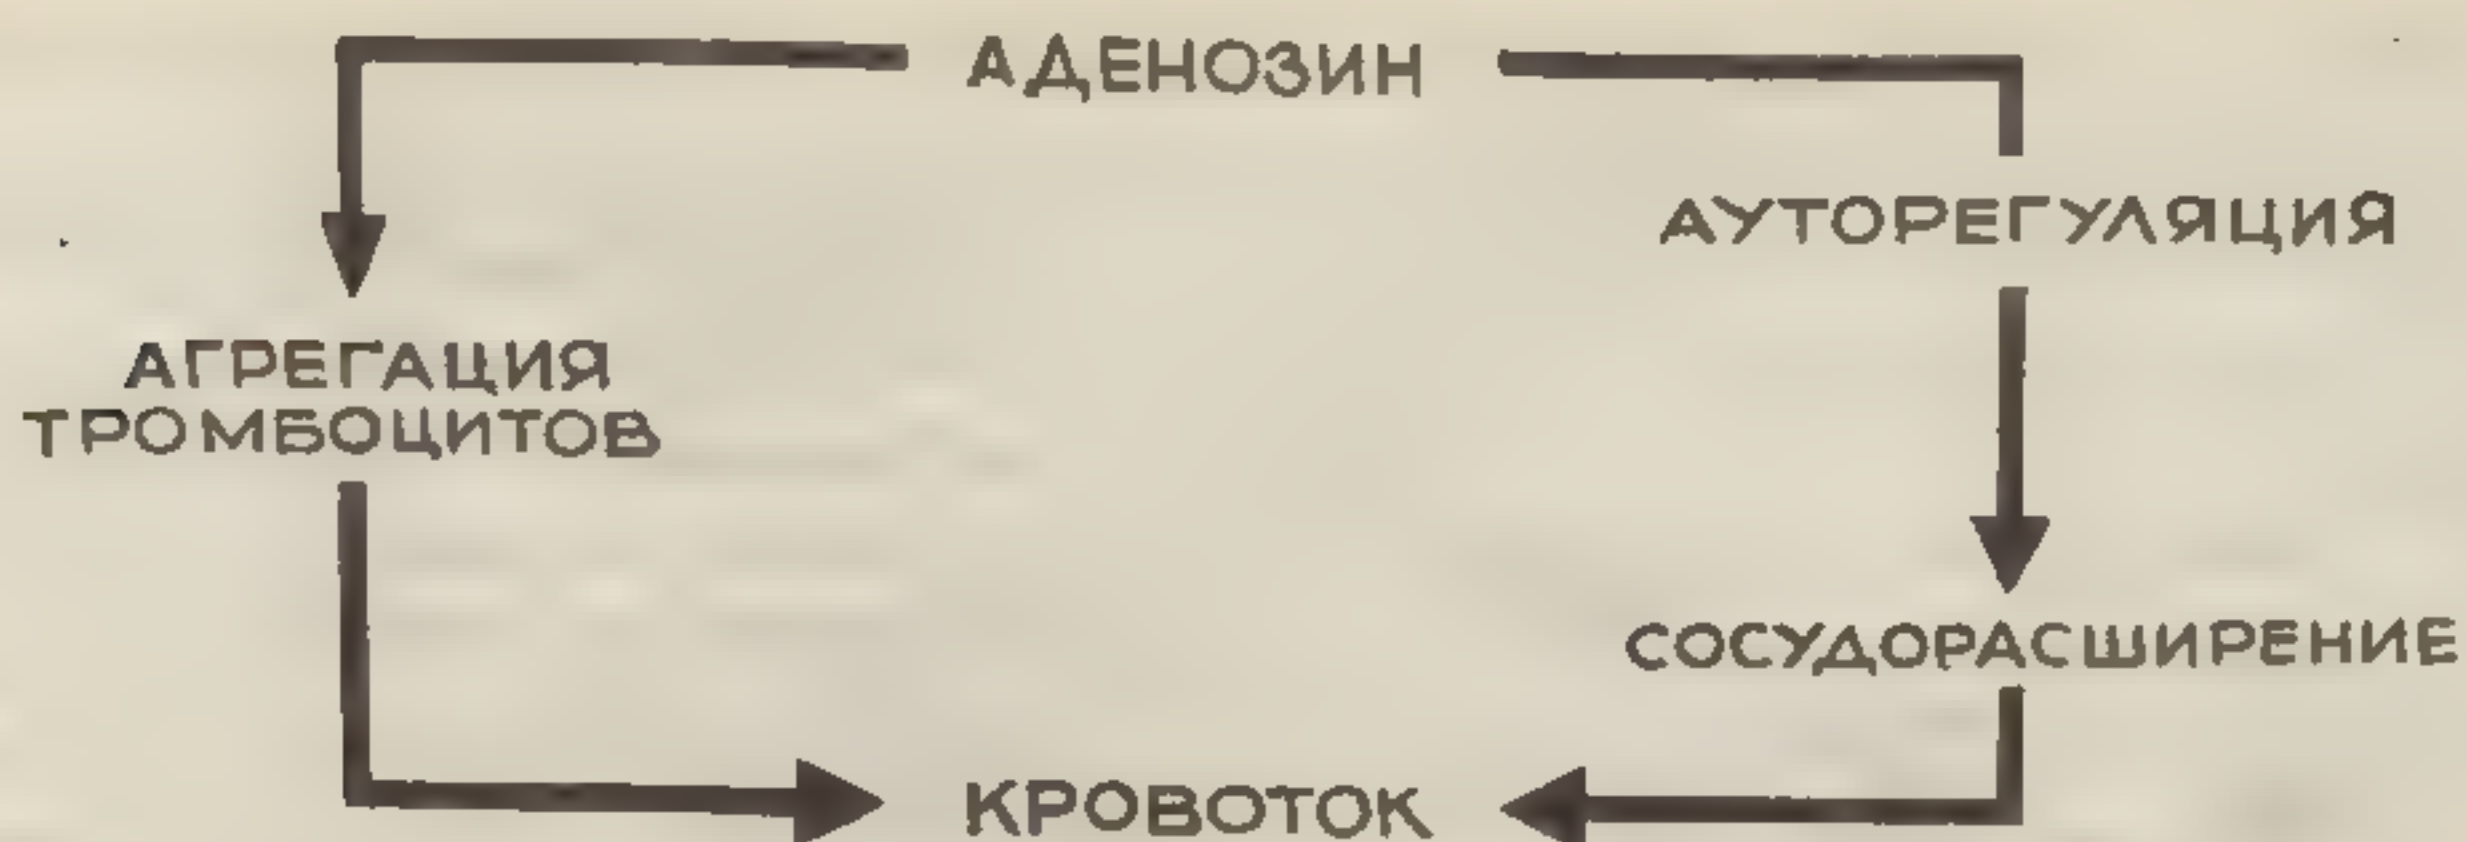 АДЕНОЗИН
АУТОРЕГУЛЯЦИЯ
АГРЕГАЦИЯ
ТРОМБОЦИТОВ
СОСУДОРАСШИРЕНИЕ
КРОВОТОК